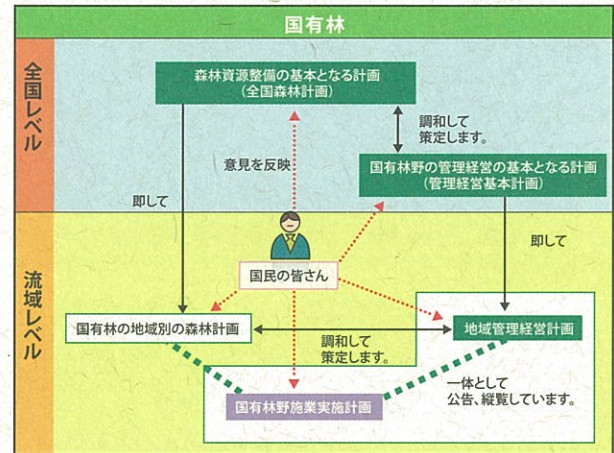 国有林
全国レベル
森林資源整備の基本となる計画
(全国森林計画)
調和して
策定します。
意見を反映
国有林野の管理経営の基本となる計画
(管理経営基本計画)
即して
即して
流域レベル
国民の皆さん
国有林の地域別の森林計画
調和して
策定します。
地域管理経営計画
一体として
公告、縦覧しています。
国有林野施業実施計画